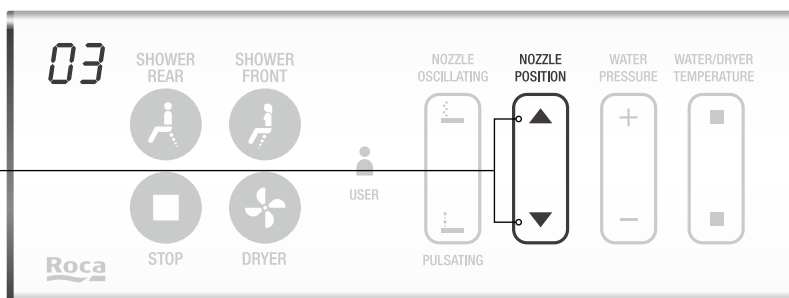 03
SHOWER
REAR
SHOWER
FRONT
NOZZLE
OSCILLATING
NOZZLE
POSITION
WATER
PRESSURE
WATER/DRYER
TEMPERATURE
USER
STOP
DRYER
PULSATING
Roca